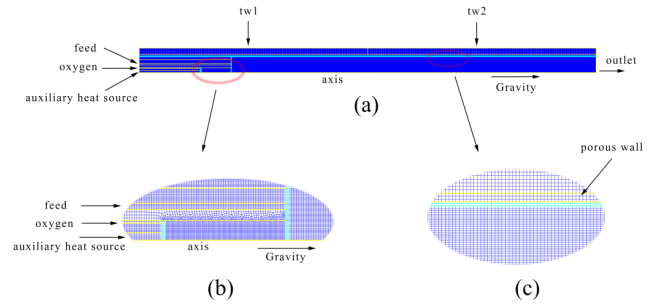 tw1
tw2
feed
oxygen
auxiliary heat source
axis
Gravity
outlet
(a)
porous wall
feed
oxygen
auxiliary heat source
axis
Gravity
(b)
(c)